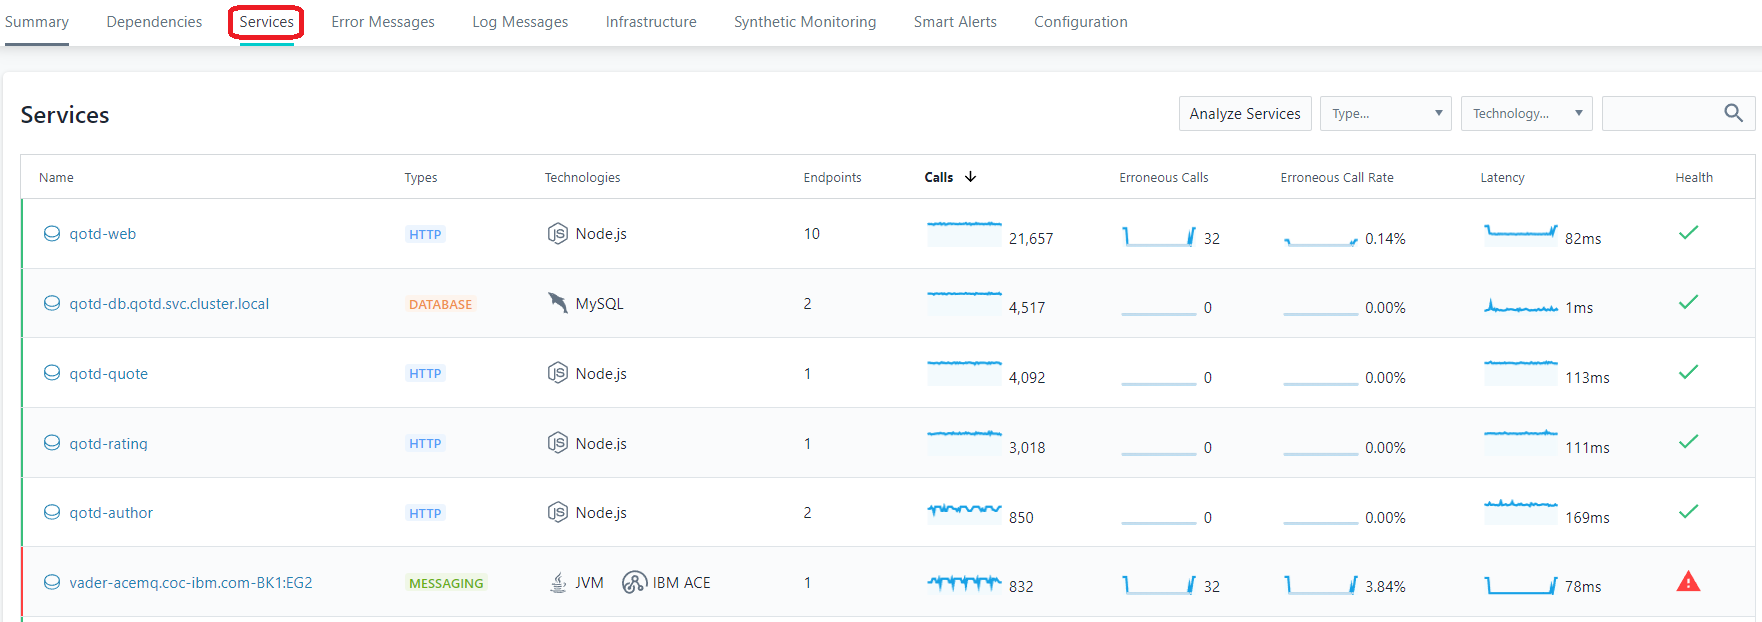 Summary Dependencies Services Error Messages Log Messages Infrastructure Synthetic Monitoring Smart Alerts Configuration
Services Analyze Services Type... Technology...
Name Types Technologies Endpoints Calls Erroneous Calls Erroneous Call Rate Latency Health
qotd-web HTTP JS Node.js 10 21,657 32 0.14% 82ms
qotd-db.qotd.svc.cluster.local DATABASE MySQL 2 4,517 0 0.00% 1ms
qotd-quote HTTP JS Node.js 1 4,092 0 0.00% 113ms
qotd-rating HTTP JS Node.js 1 3,018 0 0.00% 111ms
qotd-author HTTP JS Node.js 2 850 0 0.00% 169ms
vader-acemq.coc-ibm.com-BK1:EG2 MESSAGING JVM IBM ACE 1 832 32 3.84% 78ms